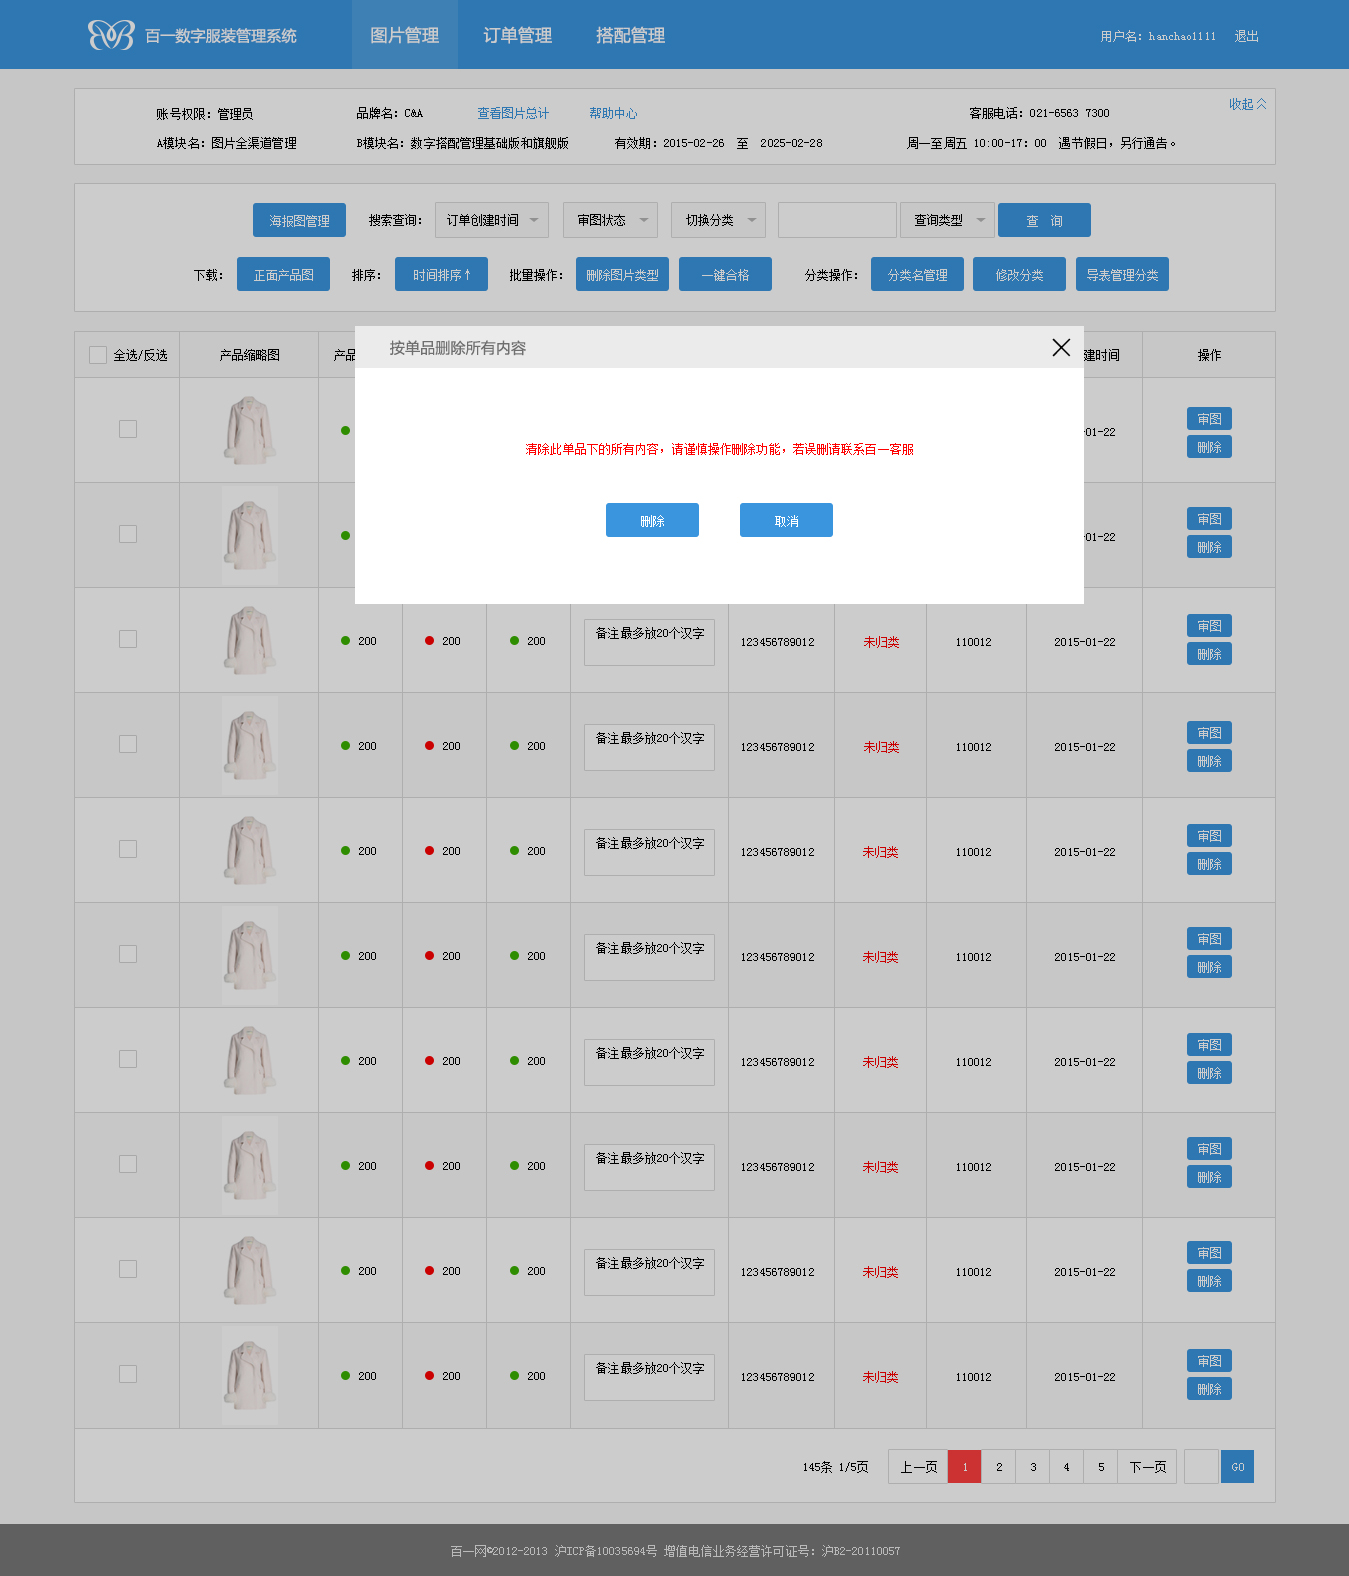 百一数字服装管理系统 图片管理 订单管理 搭配管理 用户名：hanchao1111 退出
收起
账号权限：管理员 品牌名：C&A 查看图片总计 帮助中心 客服电话：021-6563 7300
A模块名：图片全渠道管理 B模块名：数字搭配管理基础版和旗舰版 有效期：2015-02-26 至 2025-02-28 周一至周五 10:00-17：00 遇节假日，另行通告。
海报图管理 搜索查询： 订单创建时间 审图状态 切换分类 查询类型 查 询
下载： 正面产品图 排序： 时间排序↑ 批量操作： 删除图片类型 一键合格 分类操作： 分类名管理 修改分类 导表管理分类
全选/反选 产品缩略图 产品 建时间 操作
按单品删除所有内容
清除此单品下的所有内容，请谨慎操作删除功能，若误删请联系百一客服
删除 取消
-01-22 审图
删除
-01-22 审图
删除
200 200 200 备注最多放20个汉字 123456789012 未归类 110012 2015-01-22 审图
删除
200 200 200 备注最多放20个汉字 123456789012 未归类 110012 2015-01-22 审图
删除
200 200 200 备注最多放20个汉字 123456789012 未归类 110012 2015-01-22 审图
删除
200 200 200 备注最多放20个汉字 123456789012 未归类 110012 2015-01-22 审图
删除
200 200 200 备注最多放20个汉字 123456789012 未归类 110012 2015-01-22 审图
删除
200 200 200 备注最多放20个汉字 123456789012 未归类 110012 2015-01-22 审图
删除
200 200 200 备注最多放20个汉字 123456789012 未归类 110012 2015-01-22 审图
删除
200 200 200 备注最多放20个汉字 123456789012 未归类 110012 2015-01-22 审图
删除
145条 1/5页 上一页 1 2 3 4 5 下一页 GO
百一网©2012-2013 沪ICP备10035694号 增值电信业务经营许可证号：沪B2-20110057